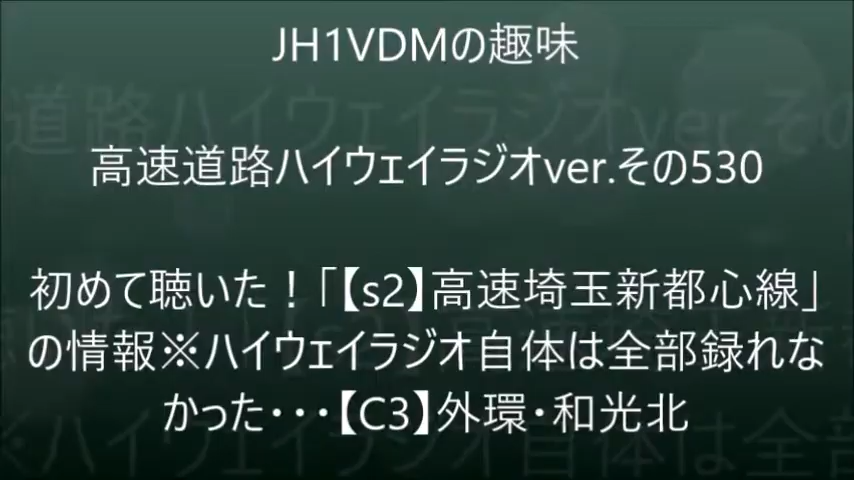 JH1VDMの趣味
高速道路ハイウェイラジオver.その530
初めて聴いた！「【s2】高速埼玉新都心線」
の情報※ハイウェイラジオ自体は全部録れな
かった・・・【C3】外環・和光北